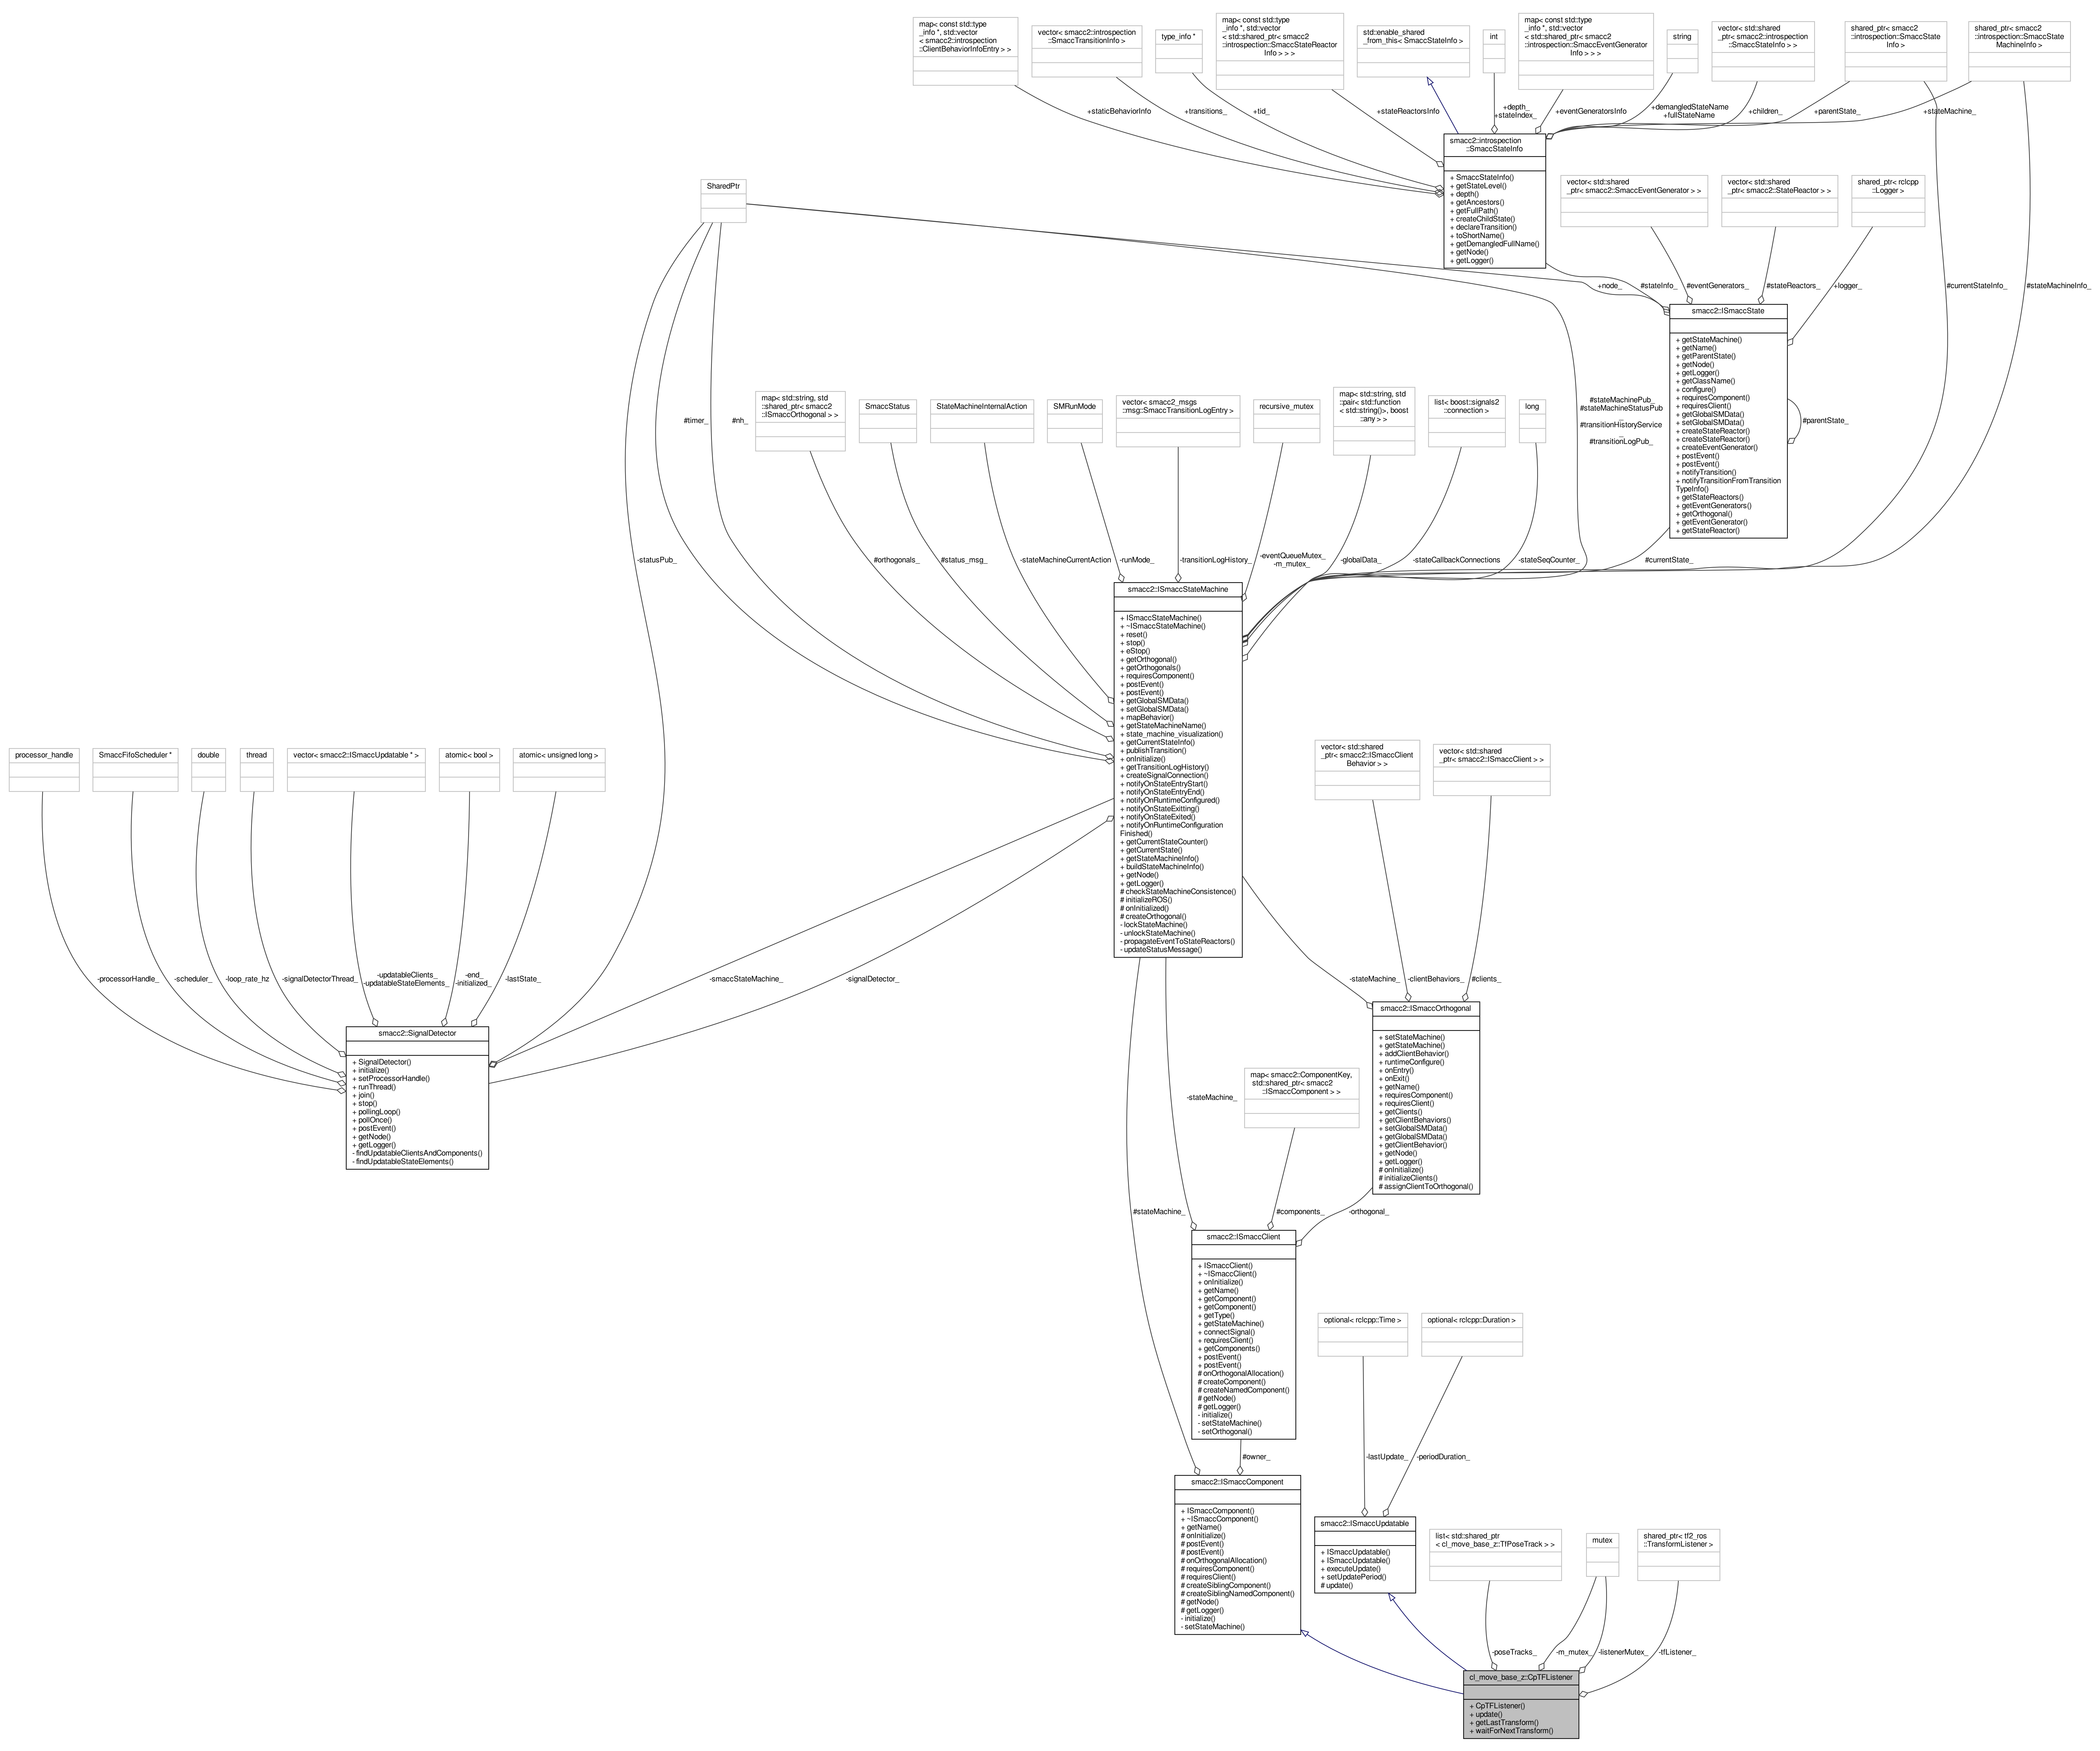 map< const std::type
_info *, std::vector
< smacc2::introspection
::ClientBehaviorInfoEntry > >
vector< smacc2::introspection
::SmaccTransitionInfo >
type_info *
map< const std::type
_info *, std::vector
< std::shared_ptr< smacc2
::introspection::SmaccStateReactor
Info > > >
std::enable_shared
_from_this< SmaccStateInfo >
int
map< const std::type
_info *, std::vector
< std::shared_ptr< smacc2
::introspection::SmaccEventGenerator
Info > > >
string
vector< std::shared
_ptr< smacc2::introspection
::SmaccStateInfo > >
shared_ptr< smacc2
::introspection::SmaccState
Info >
shared_ptr< smacc2
::introspection::SmaccState
MachineInfo >
+staticBehaviorInfo
+transitions_
+tid_
+stateReactorsInfo
+depth_
+stateIndex_
+eventGeneratorsInfo
+demangledStateName
+fullStateName
+children_
+parentState_
+stateMachine_
smacc2::introspection
::SmaccStateInfo
+ SmaccStateInfo()
+ getStateLevel()
+ depth()
+ getAncestors()
+ getFullPath()
+ createChildState()
+ declareTransition()
+ toShortName()
+ getDemangledFullName()
+ getNode()
+ getLogger()
SharedPtr
vector< std::shared
_ptr< smacc2::SmaccEventGenerator > >
vector< std::shared
_ptr< smacc2::StateReactor > >
shared_ptr< rclcpp
::Logger >
+node_
#stateInfo_
#eventGenerators_
#stateReactors_
+logger_
#currentStateInfo_
#stateMachineInfo_
smacc2::ISmaccState
+ getStateMachine()
+ getName()
+ getParentState()
+ getNode()
+ getLogger()
+ getClassName()
+ configure()
+ requiresComponent()
+ requiresClient()
+ getGlobalSMData()
+ setGlobalSMData()
+ createStateReactor()
+ createStateReactor()
+ createEventGenerator()
+ postEvent()
+ postEvent()
+ notifyTransition()
+ notifyTransitionFromTransition
TypeInfo()
+ getStateReactors()
+ getEventGenerators()
+ getOrthogonal()
+ getEventGenerator()
+ getStateReactor()
#parentState_
#timer_
#nh_
#stateMachinePub_
#stateMachineStatusPub
_
#transitionHistoryService
_
#transitionLogPub_
map< std::string, std
::shared_ptr< smacc2
::ISmaccOrthogonal > >
SmaccStatus
StateMachineInternalAction
SMRunMode
vector< smacc2_msgs
::msg::SmaccTransitionLogEntry >
recursive_mutex
map< std::string, std
::pair< std::function
< std::string()>, boost
::any > >
list< boost::signals2
::connection >
long
-statusPub_
#orthogonals_
#status_msg_
-stateMachineCurrentAction
-runMode_
-transitionLogHistory_
-eventQueueMutex_
-m_mutex_
-globalData_
-stateCallbackConnections
-stateSeqCounter_
#currentState_
smacc2::ISmaccStateMachine
+ ISmaccStateMachine()
+ ~ISmaccStateMachine()
+ reset()
+ stop()
+ eStop()
+ getOrthogonal()
+ getOrthogonals()
+ requiresComponent()
+ postEvent()
+ postEvent()
+ getGlobalSMData()
+ setGlobalSMData()
+ mapBehavior()
+ getStateMachineName()
+ state_machine_visualization()
+ getCurrentStateInfo()
+ publishTransition()
+ onInitialize()
+ getTransitionLogHistory()
+ createSignalConnection()
+ notifyOnStateEntryStart()
+ notifyOnStateEntryEnd()
+ notifyOnRuntimeConfigured()
+ notifyOnStateExitting()
+ notifyOnStateExited()
+ notifyOnRuntimeConfiguration
Finished()
+ getCurrentStateCounter()
+ getCurrentState()
+ getStateMachineInfo()
+ buildStateMachineInfo()
+ getNode()
+ getLogger()
# checkStateMachineConsistence()
# initializeROS()
# onInitialized()
# createOrthogonal()
- lockStateMachine()
- unlockStateMachine()
- propagateEventToStateReactors()
- updateStatusMessage()
processor_handle
SmaccFifoScheduler *
double
thread
vector< smacc2::ISmaccUpdatable * >
atomic< bool >
atomic< unsigned long >
vector< std::shared
_ptr< smacc2::ISmaccClient
Behavior > >
vector< std::shared
_ptr< smacc2::ISmaccClient > >
-processorHandle_
-scheduler_
-loop_rate_hz
-signalDetectorThread_
-updatableClients_
-updatableStateElements_
-end_
-initialized_
-lastState_
-smaccStateMachine_
-signalDetector_
-stateMachine_
-clientBehaviors_
#clients_
smacc2::SignalDetector
+ SignalDetector()
+ initialize()
+ setProcessorHandle()
+ runThread()
+ join()
+ stop()
+ pollingLoop()
+ pollOnce()
+ postEvent()
+ getNode()
+ getLogger()
- findUpdatableClientsAndComponents()
- findUpdatableStateElements()
smacc2::ISmaccOrthogonal
+ setStateMachine()
+ getStateMachine()
+ addClientBehavior()
+ runtimeConfigure()
+ onEntry()
+ onExit()
+ getName()
+ requiresComponent()
+ requiresClient()
+ getClients()
+ getClientBehaviors()
+ setGlobalSMData()
+ getGlobalSMData()
+ getClientBehavior()
+ getNode()
+ getLogger()
# onInitialize()
# initializeClients()
# assignClientToOrthogonal()
-stateMachine_
map< smacc2::ComponentKey,
std::shared_ptr< smacc2
::ISmaccComponent > >
#stateMachine_
#components_
-orthogonal_
smacc2::ISmaccClient
+ ISmaccClient()
+ ~ISmaccClient()
+ onInitialize()
+ getName()
+ getComponent()
+ getComponent()
+ getType()
+ getStateMachine()
+ connectSignal()
+ requiresClient()
+ getComponents()
+ postEvent()
+ postEvent()
# onOrthogonalAllocation()
# createComponent()
# createNamedComponent()
# getNode()
# getLogger()
- initialize()
- setStateMachine()
- setOrthogonal()
optional< rclcpp::Time >
optional< rclcpp::Duration >
#owner_
-lastUpdate_
-periodDuration_
smacc2::ISmaccComponent
+ ISmaccComponent()
+ ~ISmaccComponent()
+ getName()
# onInitialize()
# postEvent()
# postEvent()
# onOrthogonalAllocation()
# requiresComponent()
# requiresClient()
# createSiblingComponent()
# createSiblingNamedComponent()
# getNode()
# getLogger()
- initialize()
- setStateMachine()
smacc2::ISmaccUpdatable
+ ISmaccUpdatable()
+ ISmaccUpdatable()
+ executeUpdate()
+ setUpdatePeriod()
# update()
list< std::shared_ptr
< cl_move_base_z::TfPoseTrack > >
mutex
shared_ptr< tf2_ros
::TransformListener >
-poseTracks_
-m_mutex_
-listenerMutex_
-tfListener_
cl_move_base_z::CpTFListener
+ CpTFListener()
+ update()
+ getLastTransform()
+ waitForNextTransform()